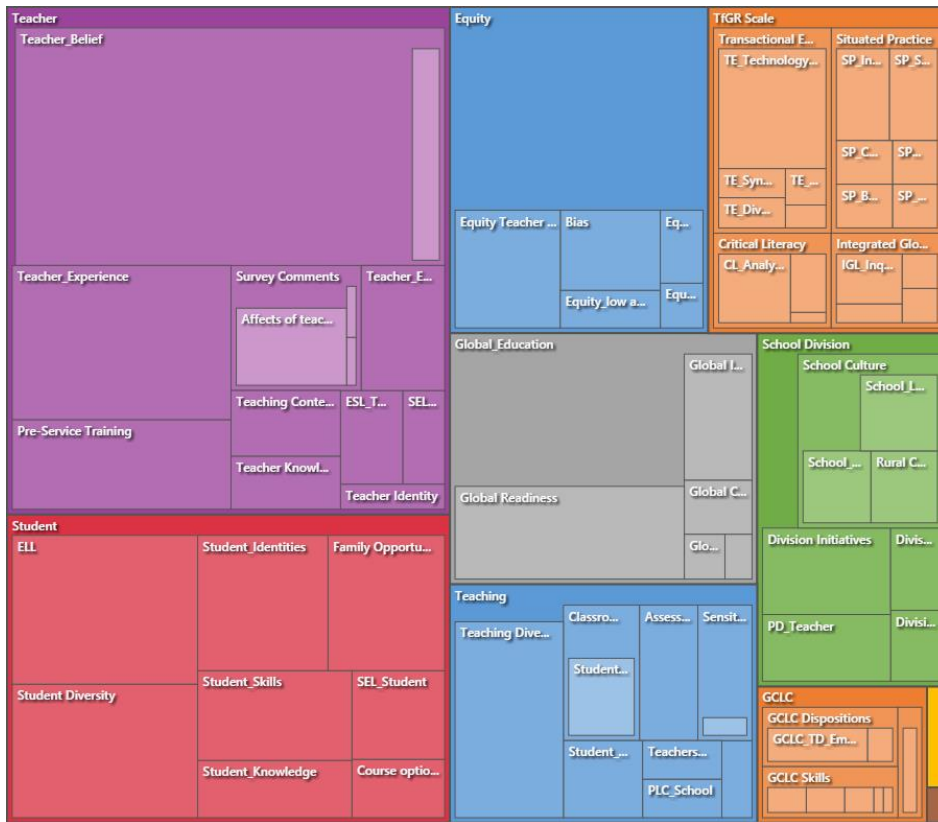 Teacher
Teacher_Belief
Teacher_Experience
Survey Comments
Teacher_E...
Affects of teac...
Pre-Service Training
Teaching Conte...
ESL_T...
SEL...
Teacher Knowl...
Teacher Identity
Student
ELL
Student_Identities
Family Opportu...
Student Diversity
Student_Skills
SEL_Student
Student_Knowledge
Course optio...
Equity
Equity Teacher ...
Bias
Eq...
Equity_low a...
Equ...
Global_Education
Global I...
Global Readiness
Global C...
Glo...
Teaching
Teaching Dive...
Classro...
Assess...
Sensit...
Student...
Student_...
Teachers...
PLC_School
TfGR Scale
Transactional E...
TE_Technology...
TE_Syn...
TE_...
TE_Div...
Situated Practice
SP_In...
SP_S...
SP_C...
SP...
SP_B...
SP_...
Critical Literacy
CL_Analy...
Integrated Glo...
IGL_Inq...
School Division
School Culture
School_L...
School_...
Rural C...
Division Initiatives
Divis...
PD_Teacher
Divisi...
GCLC
GCLC Dispositions
GCLC_TD_Em...
GCLC Skills